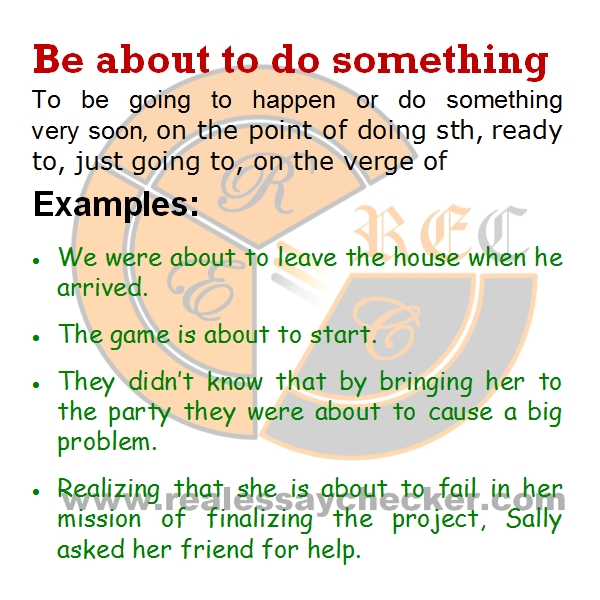 Be about to do something
To be going to happen or do something
very soon, on the point of doing sth, ready
to, just going to, on the verge of
Examples:
R
REC
• We were about to leave the house when he
arrived.
E
• The game is about to start.
C
• They didn't know that by bringing her to
the party they were about to cause a big
problem.
• Realizing that she is about to fail in her
www.realessaychecker.com
mission of finalizing the project, Sally
asked her friend for help.